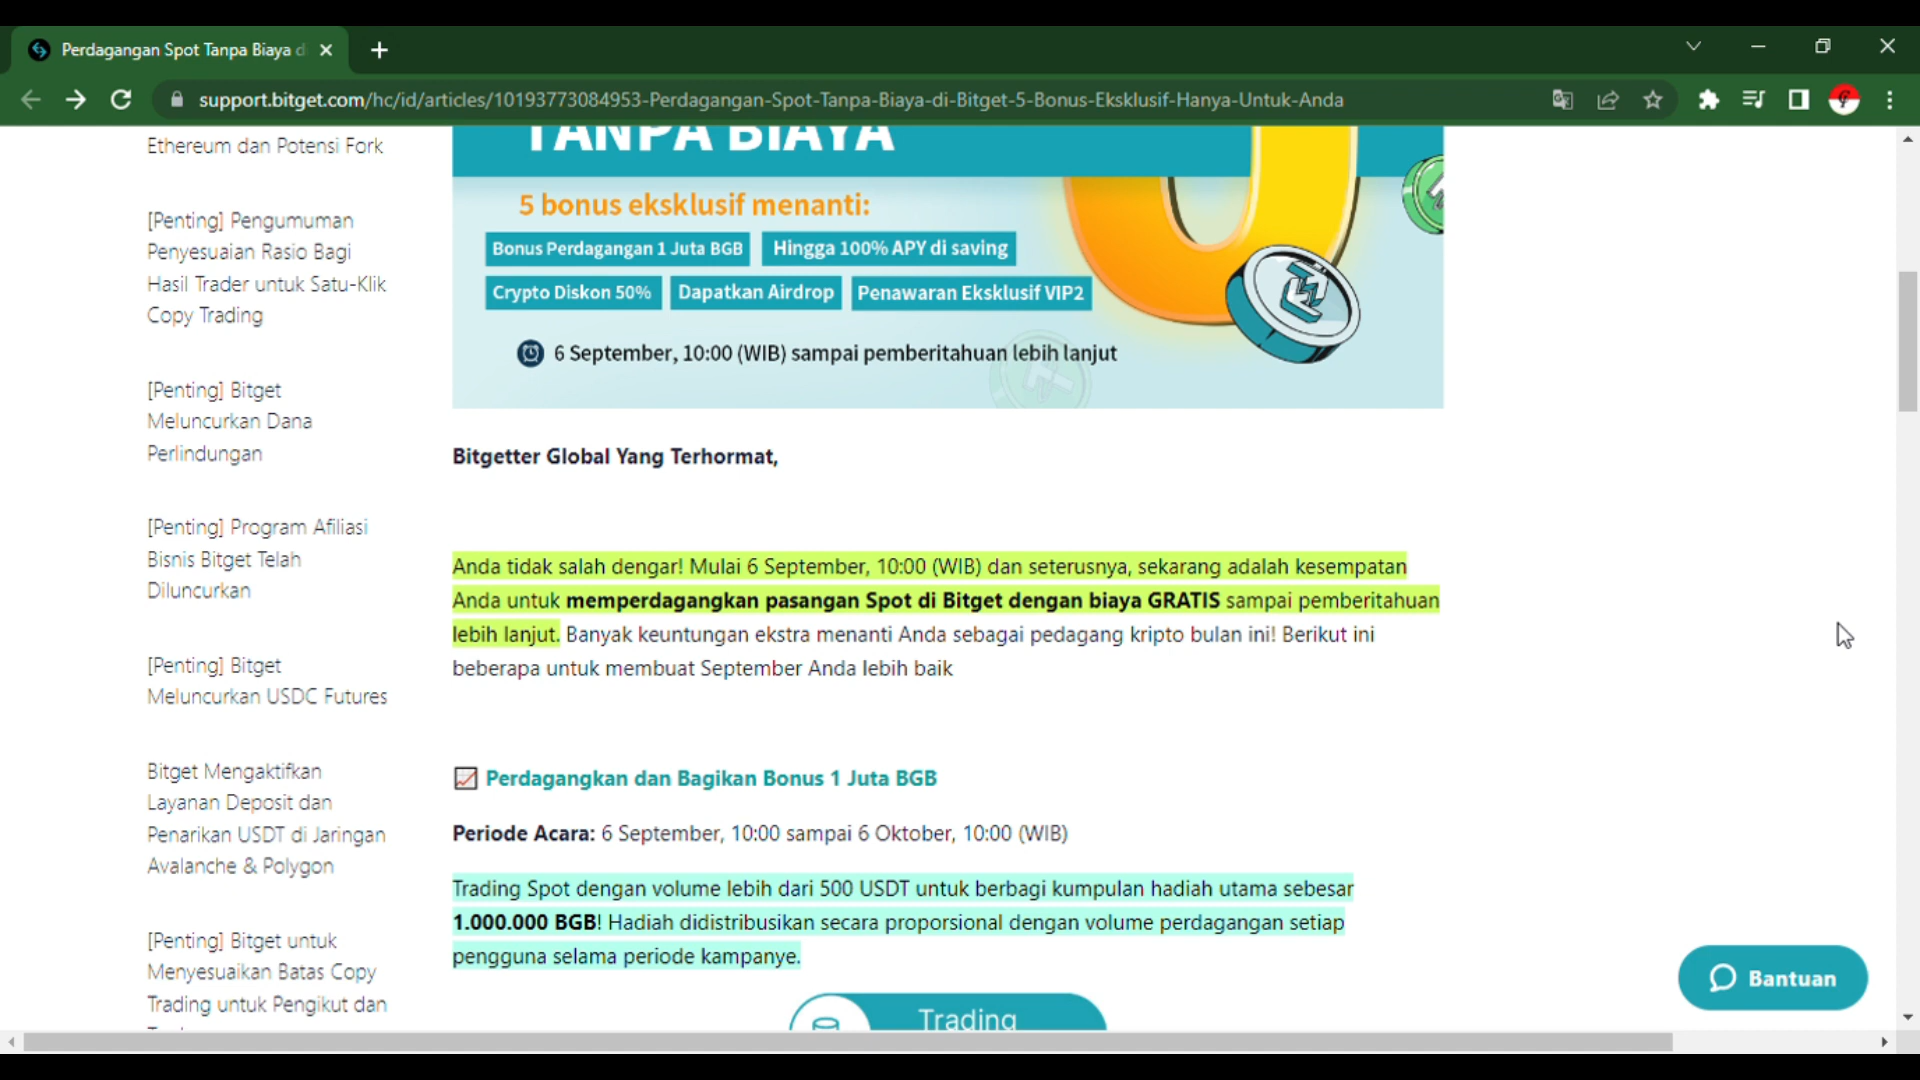 Perdagangan Spot Tanpa Biaya d
support.bitget.com/hc/id/articles/10193773084953-Perdagangan-Spot-Tanpa-Biaya-di-Bitget-5-Bonus-Eksklusif-Hanya-Untuk-Anda
Ethereum dan Potensi Fork
[Penting] Pengumuman
Penyesuaian Rasio Bagi
Hasil Trader untuk Satu-Klik
Copy Trading
[Penting] Bitget
Meluncurkan Dana
Perlindungan
[Penting] Program Afiliasi
Bisnis Bitget Telah
Diluncurkan
[Penting] Bitget
Meluncurkan USDC Futures
Bitget Mengaktifkan
Layanan Deposit dan
Penarikan USDT di Jaringan
Avalanche & Polygon
[Penting] Bitget untuk
Menyesuaikan Batas Copy
Trading untuk Pengikut dan
TANPA BIAYA
5 bonus eksklusif menanti:
Bonus Perdagangan 1 Juta BGB
Hingga 100% APY di saving
Crypto Diskon 50%
Dapatkan Airdrop
Penawaran Eksklusif VIP2
6 September, 10:00 (WIB) sampai pemberitahuan lebih lanjut
Bitgetter Global Yang Terhormat,
Anda tidak salah dengar! Mulai 6 September, 10:00 (WIB) dan seterusnya, sekarang adalah kesempatan
Anda untuk memperdagangkan pasangan Spot di Bitget dengan biaya GRATIS sampai pemberitahuan
lebih lanjut. Banyak keuntungan ekstra menanti Anda sebagai pedagang kripto bulan ini! Berikut ini
beberapa untuk membuat September Anda lebih baik
Perdagangkan dan Bagikan Bonus 1 Juta BGB
Periode Acara: 6 September, 10:00 sampai 6 Oktober, 10:00 (WIB)
Trading Spot dengan volume lebih dari 500 USDT untuk berbagi kumpulan hadiah utama sebesar
1.000.000 BGB! Hadiah didistribusikan secara proporsional dengan volume perdagangan setiap
pengguna selama periode kampanye.
Trading
Bantuan